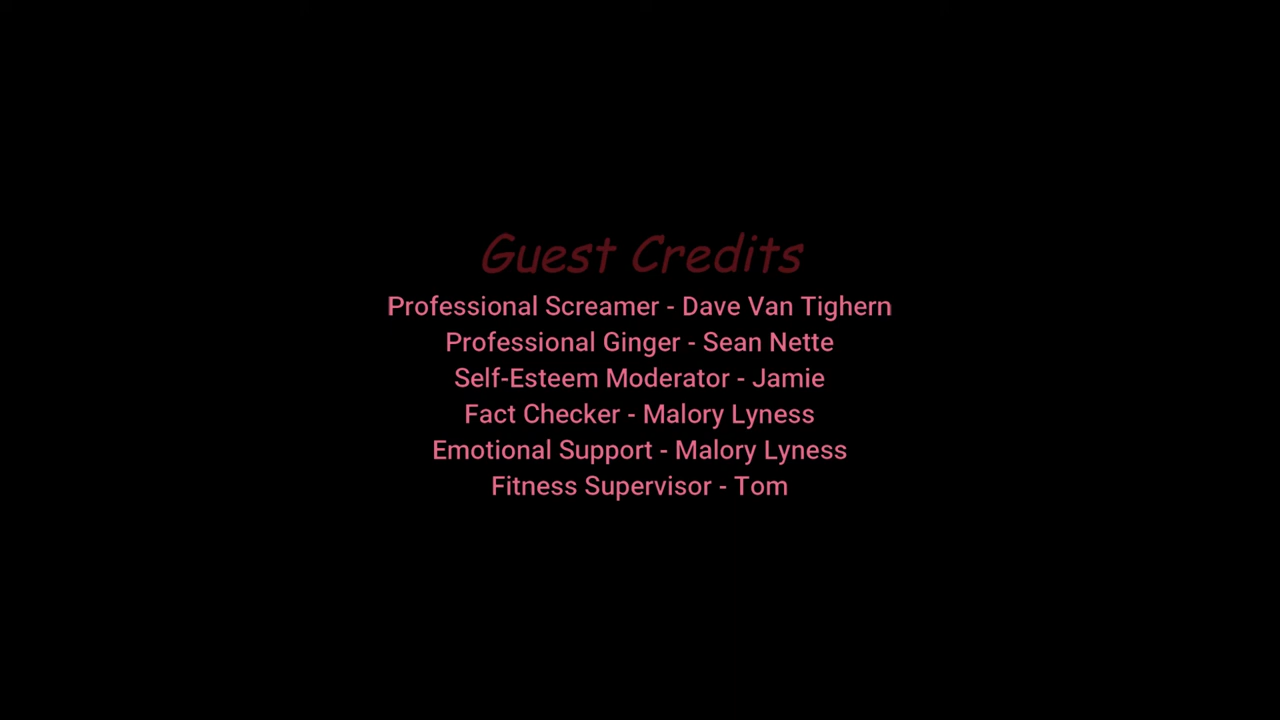 Guest Credits
Professional Screamer - Dave Van Tighern
Professional Ginger - Sean Nette
Self-Esteem Moderator - Jamie
Fact Checker - Malory Lyness
Emotional Support - Malory Lyness
Fitness Supervisor - Tom